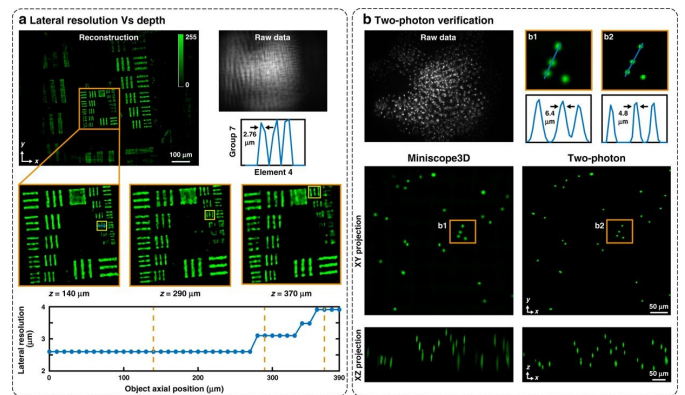 a Lateral resolution Vs depth
Reconstruction
255
0
y
x
100 μm
Raw data
Group 7
2.76
μm
Element 4
z = 140 μm
z = 290 μm
z = 370 μm
Lateral resolution
(μm)
4
3
2
0
100
200
300
390
Object axial position (μm)
b Two-photon verification
Raw data
b1
b2
6.4
μm
4.8
μm
Miniscope3D
Two-photon
XY projection
b1
b2
y
x
50 μm
XZ projection
z
x
50 μm